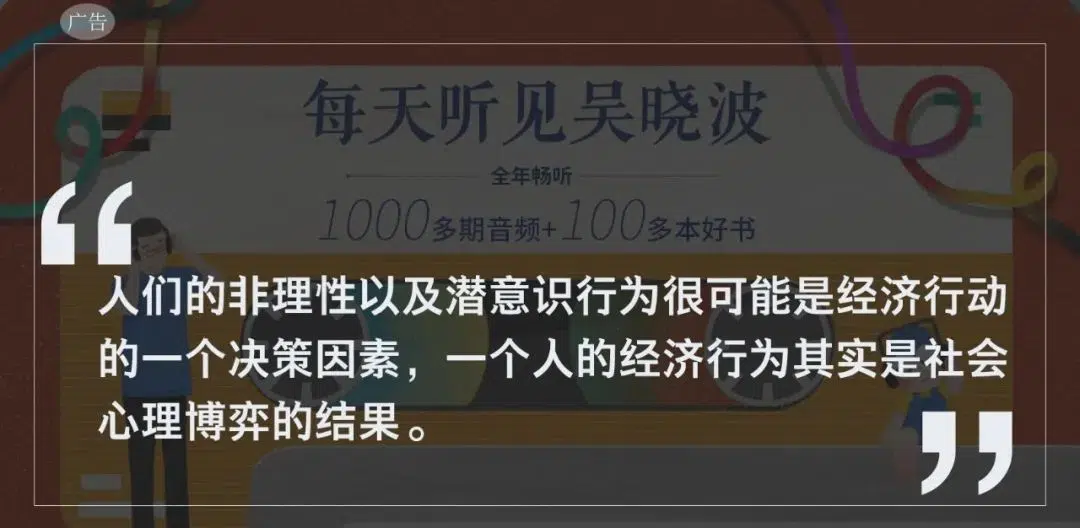 广告
每天听见吴晓波
全年畅听
1000多期音频+100多本好书
“
人们的非理性以及潜意识行为很可能是经济行动
的一个决策因素，一个人的经济行为其实是社会
心理博弈的结果。
”